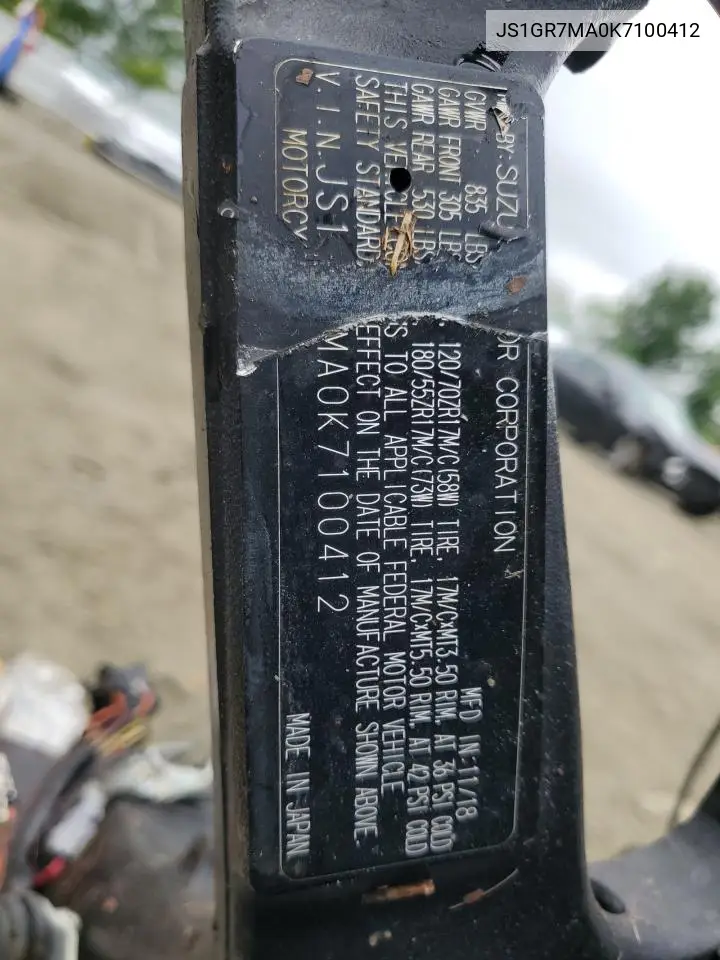 JS1GR7MA0K7100412
BY: SUZU OR CORPORATION
MFD IN: 11/18
GVWR 835 LBS
GAWR FRONT 305 LBS 120/70ZR17M/C (58W) TIRE, 17M/CxMT3.50 RIM, AT 36 PSI COLD
GAWR REAR 530 LBS 180/55ZR17M/C (73W) TIRE, 17M/CxMT5.50 RIM, AT 42 PSI COLD
THIS VEHICLE S TO ALL APPLICABLE FEDERAL MOTOR VEHICLE
SAFETY STANDARD EFFECT ON THE DATE OF MANUFACTURE SHOWN ABOVE.
V.I.N. JS1 MA0K7100412
MOTORCY MADE IN JAPAN